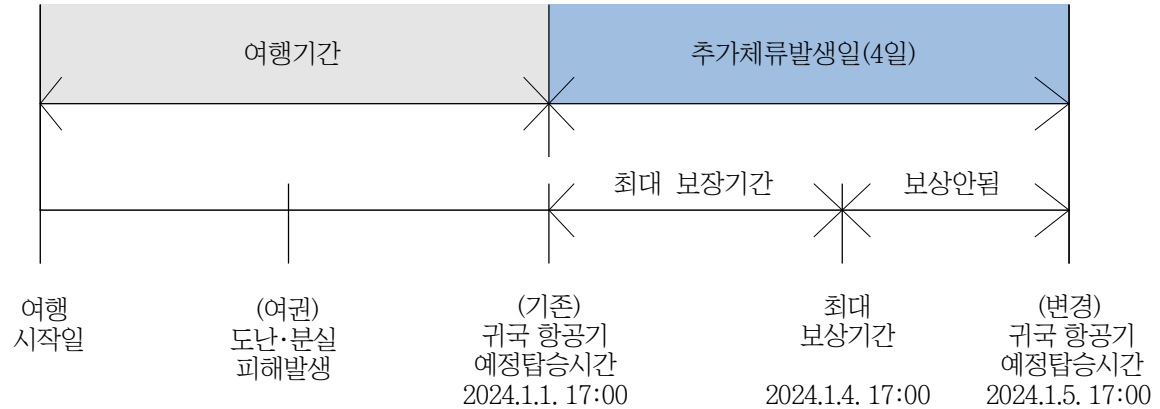 여행기간
추가체류발생일(4일)
최대 보장기간
보상안됨
여행
시작일
(여권)
도난·분실
피해발생
(기존)
귀국 항공기
예정탑승시간
2024.1.1. 17:00
최대
보상기간
2024.1.4. 17:00
(변경)
귀국 항공기
예정탑승시간
2024.1.5. 17:00